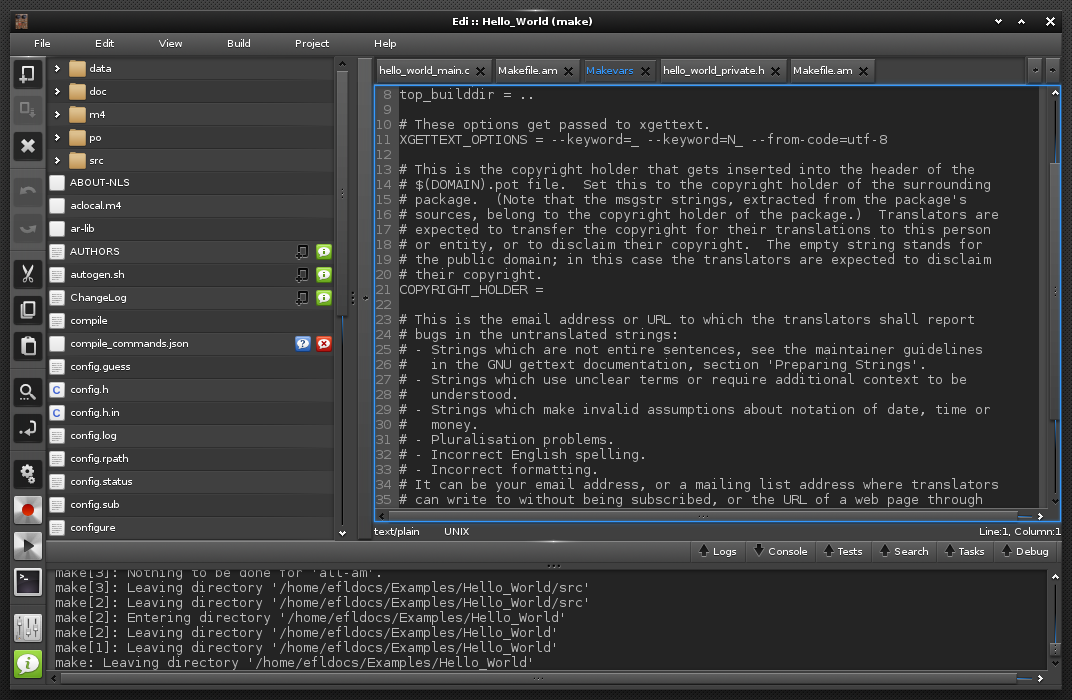 Edi :: Hello_World (make)
File Edit View Build Project Help
data
doc
m4
po
src
ABOUT-NLS
aclocal.m4
ar-lib
AUTHORS
autogen.sh
ChangeLog
compile
compile_commands.json
config.guess
config.h
config.h.in
config.log
config.rpath
config.status
config.sub
configure
hello_world_main.c Makefile.am Makevars hello_world_private.h Makefile.am
8 top_builddir = ..
9
10 # These options get passed to xgettext.
11 XGETTEXT_OPTIONS = --keyword=_ --keyword=N_ --from-code=utf-8
12
13 # This is the copyright holder that gets inserted into the header of the
14 # $(DOMAIN).pot file.  Set this to the copyright holder of the surrounding
15 # package.  (Note that the msgstr strings, extracted from the package's
16 # sources, belong to the copyright holder of the package.)  Translators are
17 # expected to transfer the copyright for their translations to this person
18 # or entity, or to disclaim their copyright.  The empty string stands for
19 # the public domain; in this case the translators are expected to disclaim
20 # their copyright.
21 COPYRIGHT_HOLDER =
22
23 # This is the email address or URL to which the translators shall report
24 # bugs in the untranslated strings:
25 # - Strings which are not entire sentences, see the maintainer guidelines
26 #   in the GNU gettext documentation, section 'Preparing Strings'.
27 # - Strings which use unclear terms or require additional context to be
28 #   understood.
29 # - Strings which make invalid assumptions about notation of date, time or
30 #   money.
31 # - Pluralisation problems.
32 # - Incorrect English spelling.
33 # - Incorrect formatting.
34 # It can be your email address, or a mailing list address where translators
35 # can write to without being subscribed, or the URL of a web page through
text/plain UNIX Line:1, Column:1
Logs Console Tests Search Tasks Debug
make[3]: Nothing to be done for 'all-am'.
make[3]: Leaving directory '/home/efldocs/Examples/Hello_World/src'
make[2]: Leaving directory '/home/efldocs/Examples/Hello_World/src'
make[2]: Entering directory '/home/efldocs/Examples/Hello_World'
make[2]: Leaving directory '/home/efldocs/Examples/Hello_World'
make[1]: Leaving directory '/home/efldocs/Examples/Hello_World'
make: Leaving directory '/home/efldocs/Examples/Hello_World'